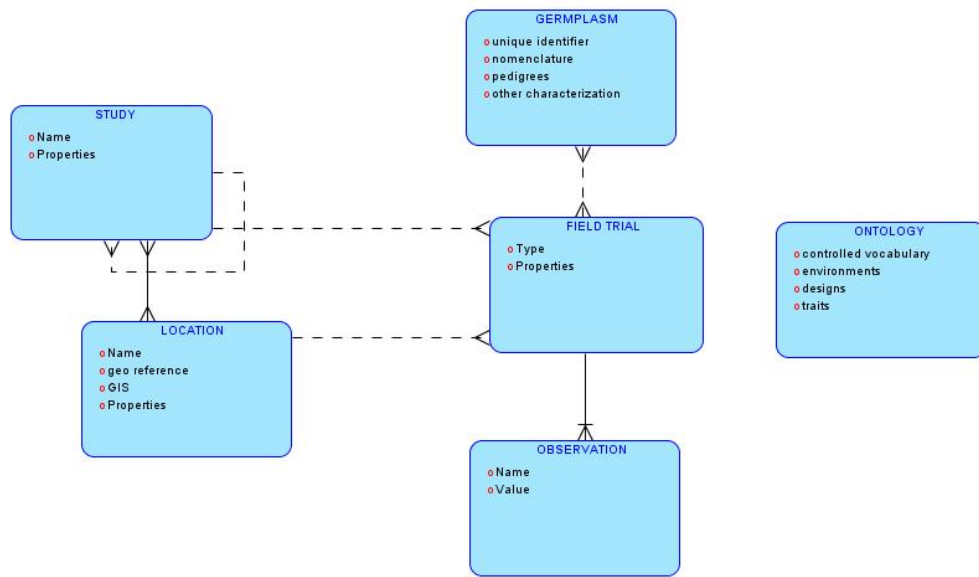 GERMPLASM
unique identifier
nomenclature
pedigrees
other characterization
STUDY
Name
Properties
FIELD TRIAL
Type
Properties
ONTOLOGY
controlled vocabulary
environments
designs
traits
LOCATION
Name
geo reference
GIS
Properties
OBSERVATION
Name
Value